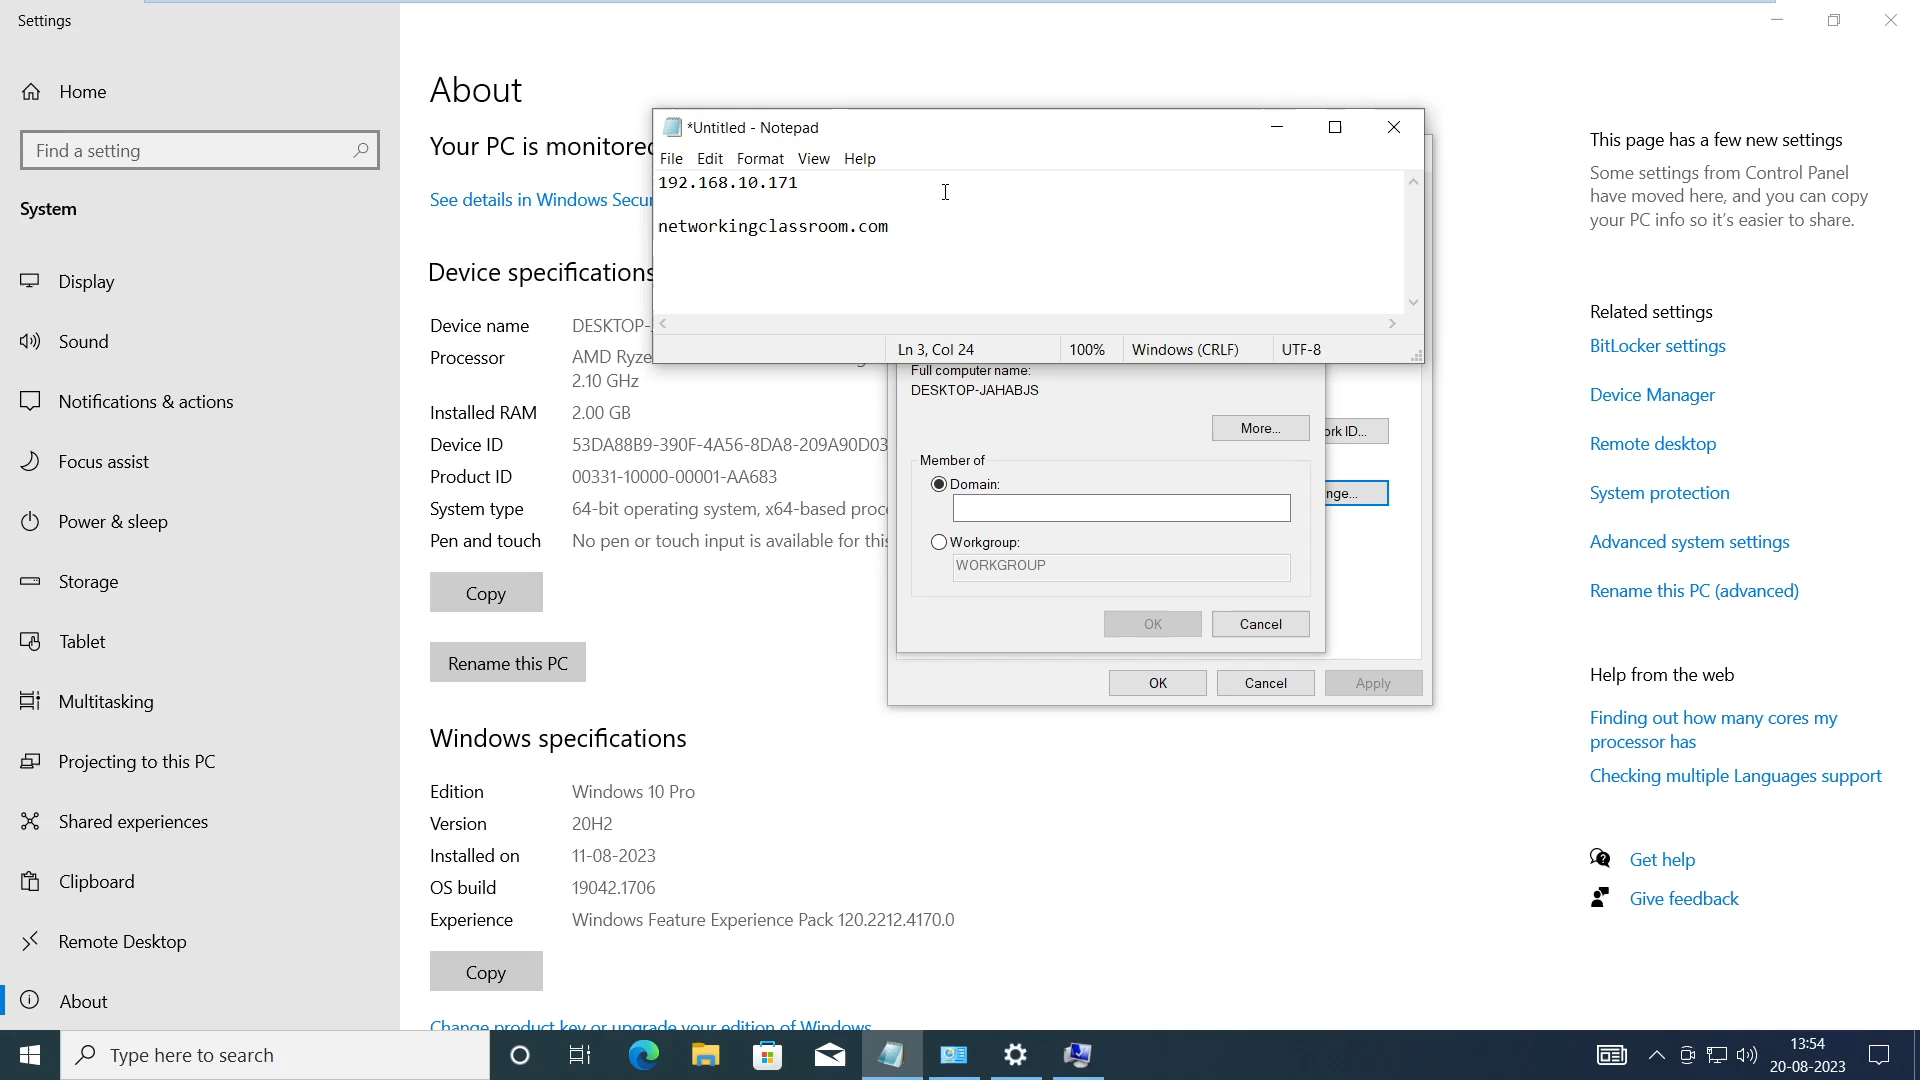 Settings
Home
Find a setting
System
Display
Sound
Notifications & actions
Focus assist
Power & sleep
Storage
Tablet
Multitasking
Projecting to this PC
Shared experiences
Clipboard
Remote Desktop
About
About
Your PC is monitored
See details in Windows Secur
Device specifications
Device name DESKTOP-
Processor AMD Ryze
2.10 GHz
Installed RAM 2.00 GB
Device ID 53DA88B9-390F-4A56-8DA8-209A90D03
Product ID 00331-10000-00001-AA683
System type 64-bit operating system, x64-based proce
Pen and touch No pen or touch input is available for this
Copy
Rename this PC
Windows specifications
Edition Windows 10 Pro
Version 20H2
Installed on 11-08-2023
OS build 19042.1706
Experience Windows Feature Experience Pack 120.2212.4170.0
Copy
Change product key or upgrade your edition of Windows
*Untitled - Notepad
File Edit Format View Help
192.168.10.171
networkingclassroom.com
Ln 3, Col 24 100% Windows (CRLF) UTF-8
Full computer name:
DESKTOP-JAHABJS
More...
ork ID...
Member of
Domain:
nge...
Workgroup:
WORKGROUP
OK Cancel
OK Cancel Apply
This page has a few new settings
Some settings from Control Panel
have moved here, and you can copy
your PC info so it's easier to share.
Related settings
BitLocker settings
Device Manager
Remote desktop
System protection
Advanced system settings
Rename this PC (advanced)
Help from the web
Finding out how many cores my
processor has
Checking multiple Languages support
Get help
Give feedback
Type here to search
13:54
20-08-2023